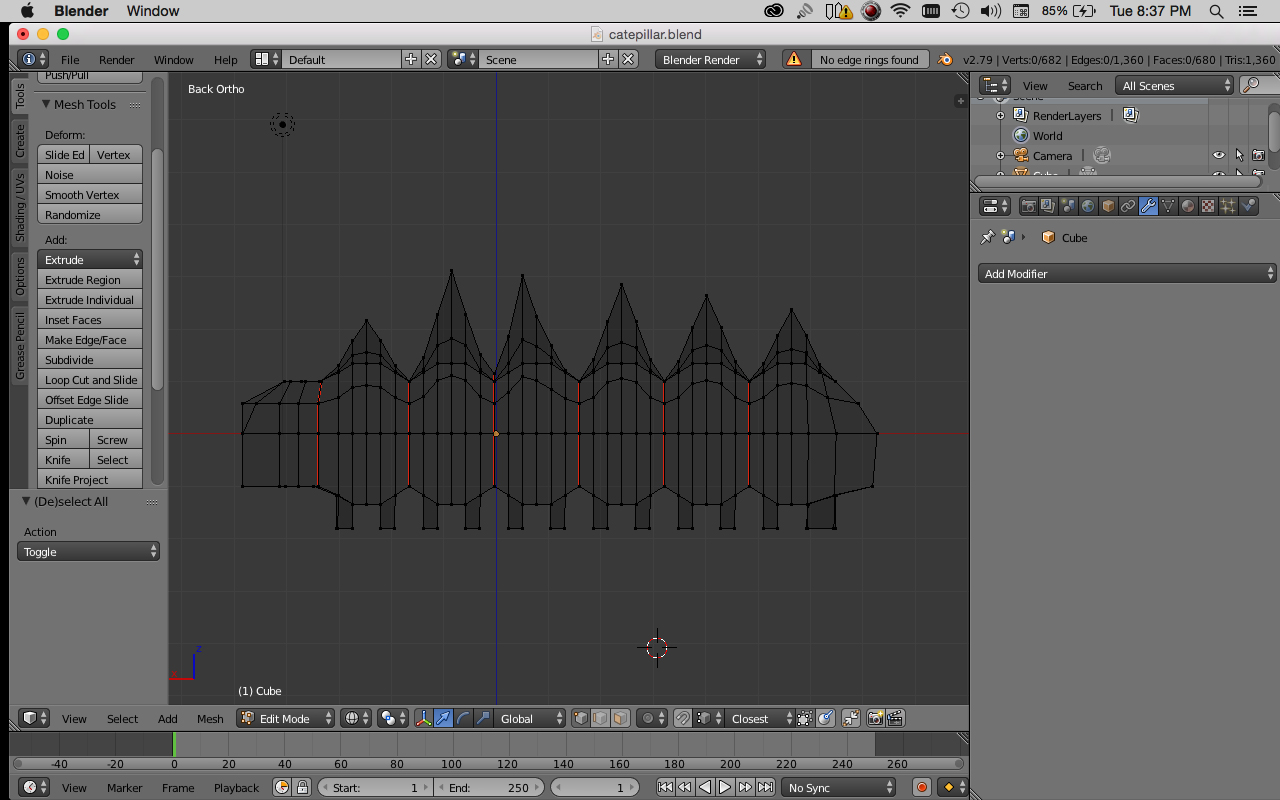 Blender Window 85% Tue 8:37 PM
catepillar.blend
File Render Window Help Default Scene Blender Render No edge rings found v2.79 | Verts:0/682 | Edges:0/1,360 | Faces:0/680 | Tris:1,360
Push/Pull
Mesh Tools
Deform:
Slide Ed Vertex
Noise
Smooth Vertex
Randomize
Add:
Extrude
Extrude Region
Extrude Individual
Inset Faces
Make Edge/Face
Subdivide
Loop Cut and Slide
Offset Edge Slide
Duplicate
Spin Screw
Knife Select
Knife Project
(De)select All
Action
Toggle
Tools
Create
Shading / UVs
Options
Grease Pencil
Back Ortho
z
(1) Cube
View Select Add Mesh Edit Mode Global Closest
-40 -20 0 20 40 60 80 100 120 140 160 180 200 220 240 260
View Marker Frame Playback Start: 1 End: 250 1 No Sync
View Search All Scenes
Scene
RenderLayers
World
Camera
Cube
Cube
Add Modifier